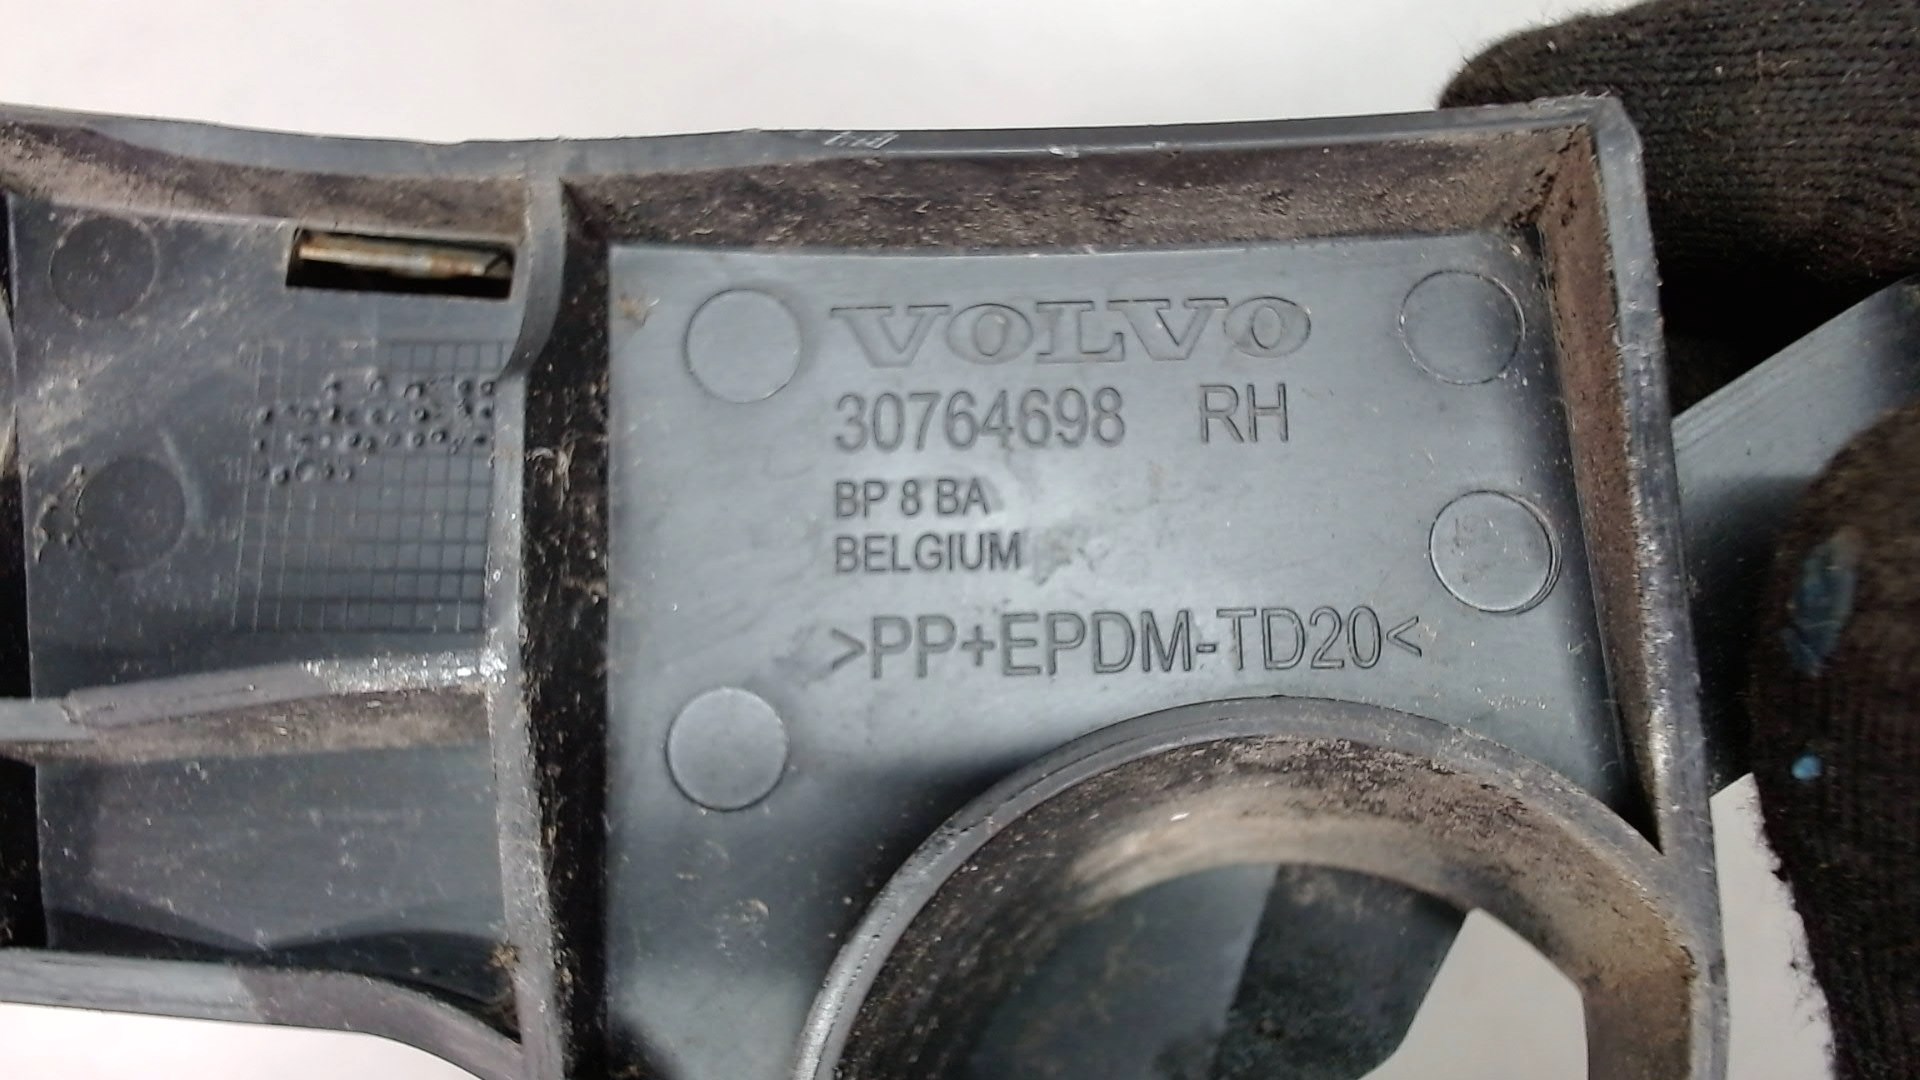 VOLVO
30764698 RH
BP 8 BA
BELGIUM
>PP+EPDM-TD20<